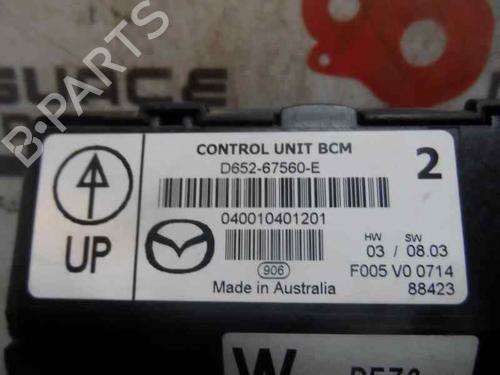 B-PARTS
CONTROL UNIT BCM
D652-67560-E
2
040010401201
HW SW
03 / 08.03
UP
906
F005 V0 0714
Made in Australia
88423
W